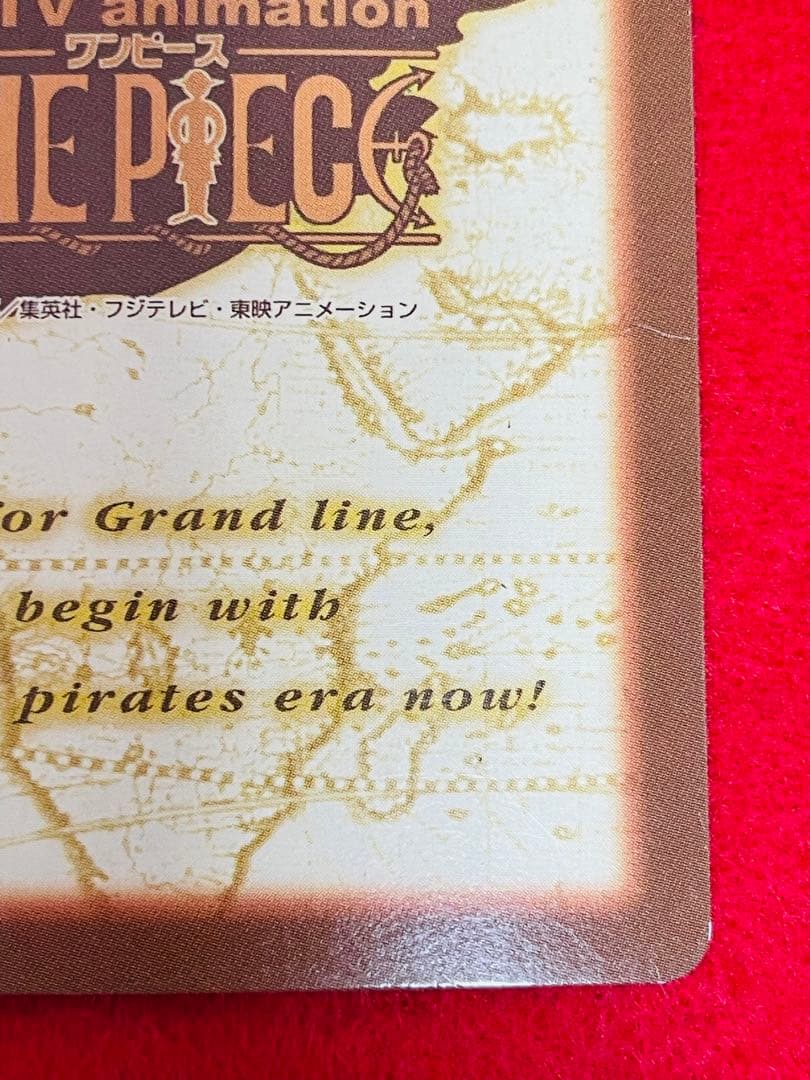 TV animation
ワンピース
NE PIECE
/集英社・フジテレビ・東映アニメーション
for Grand line,
begin with
pirates era now!